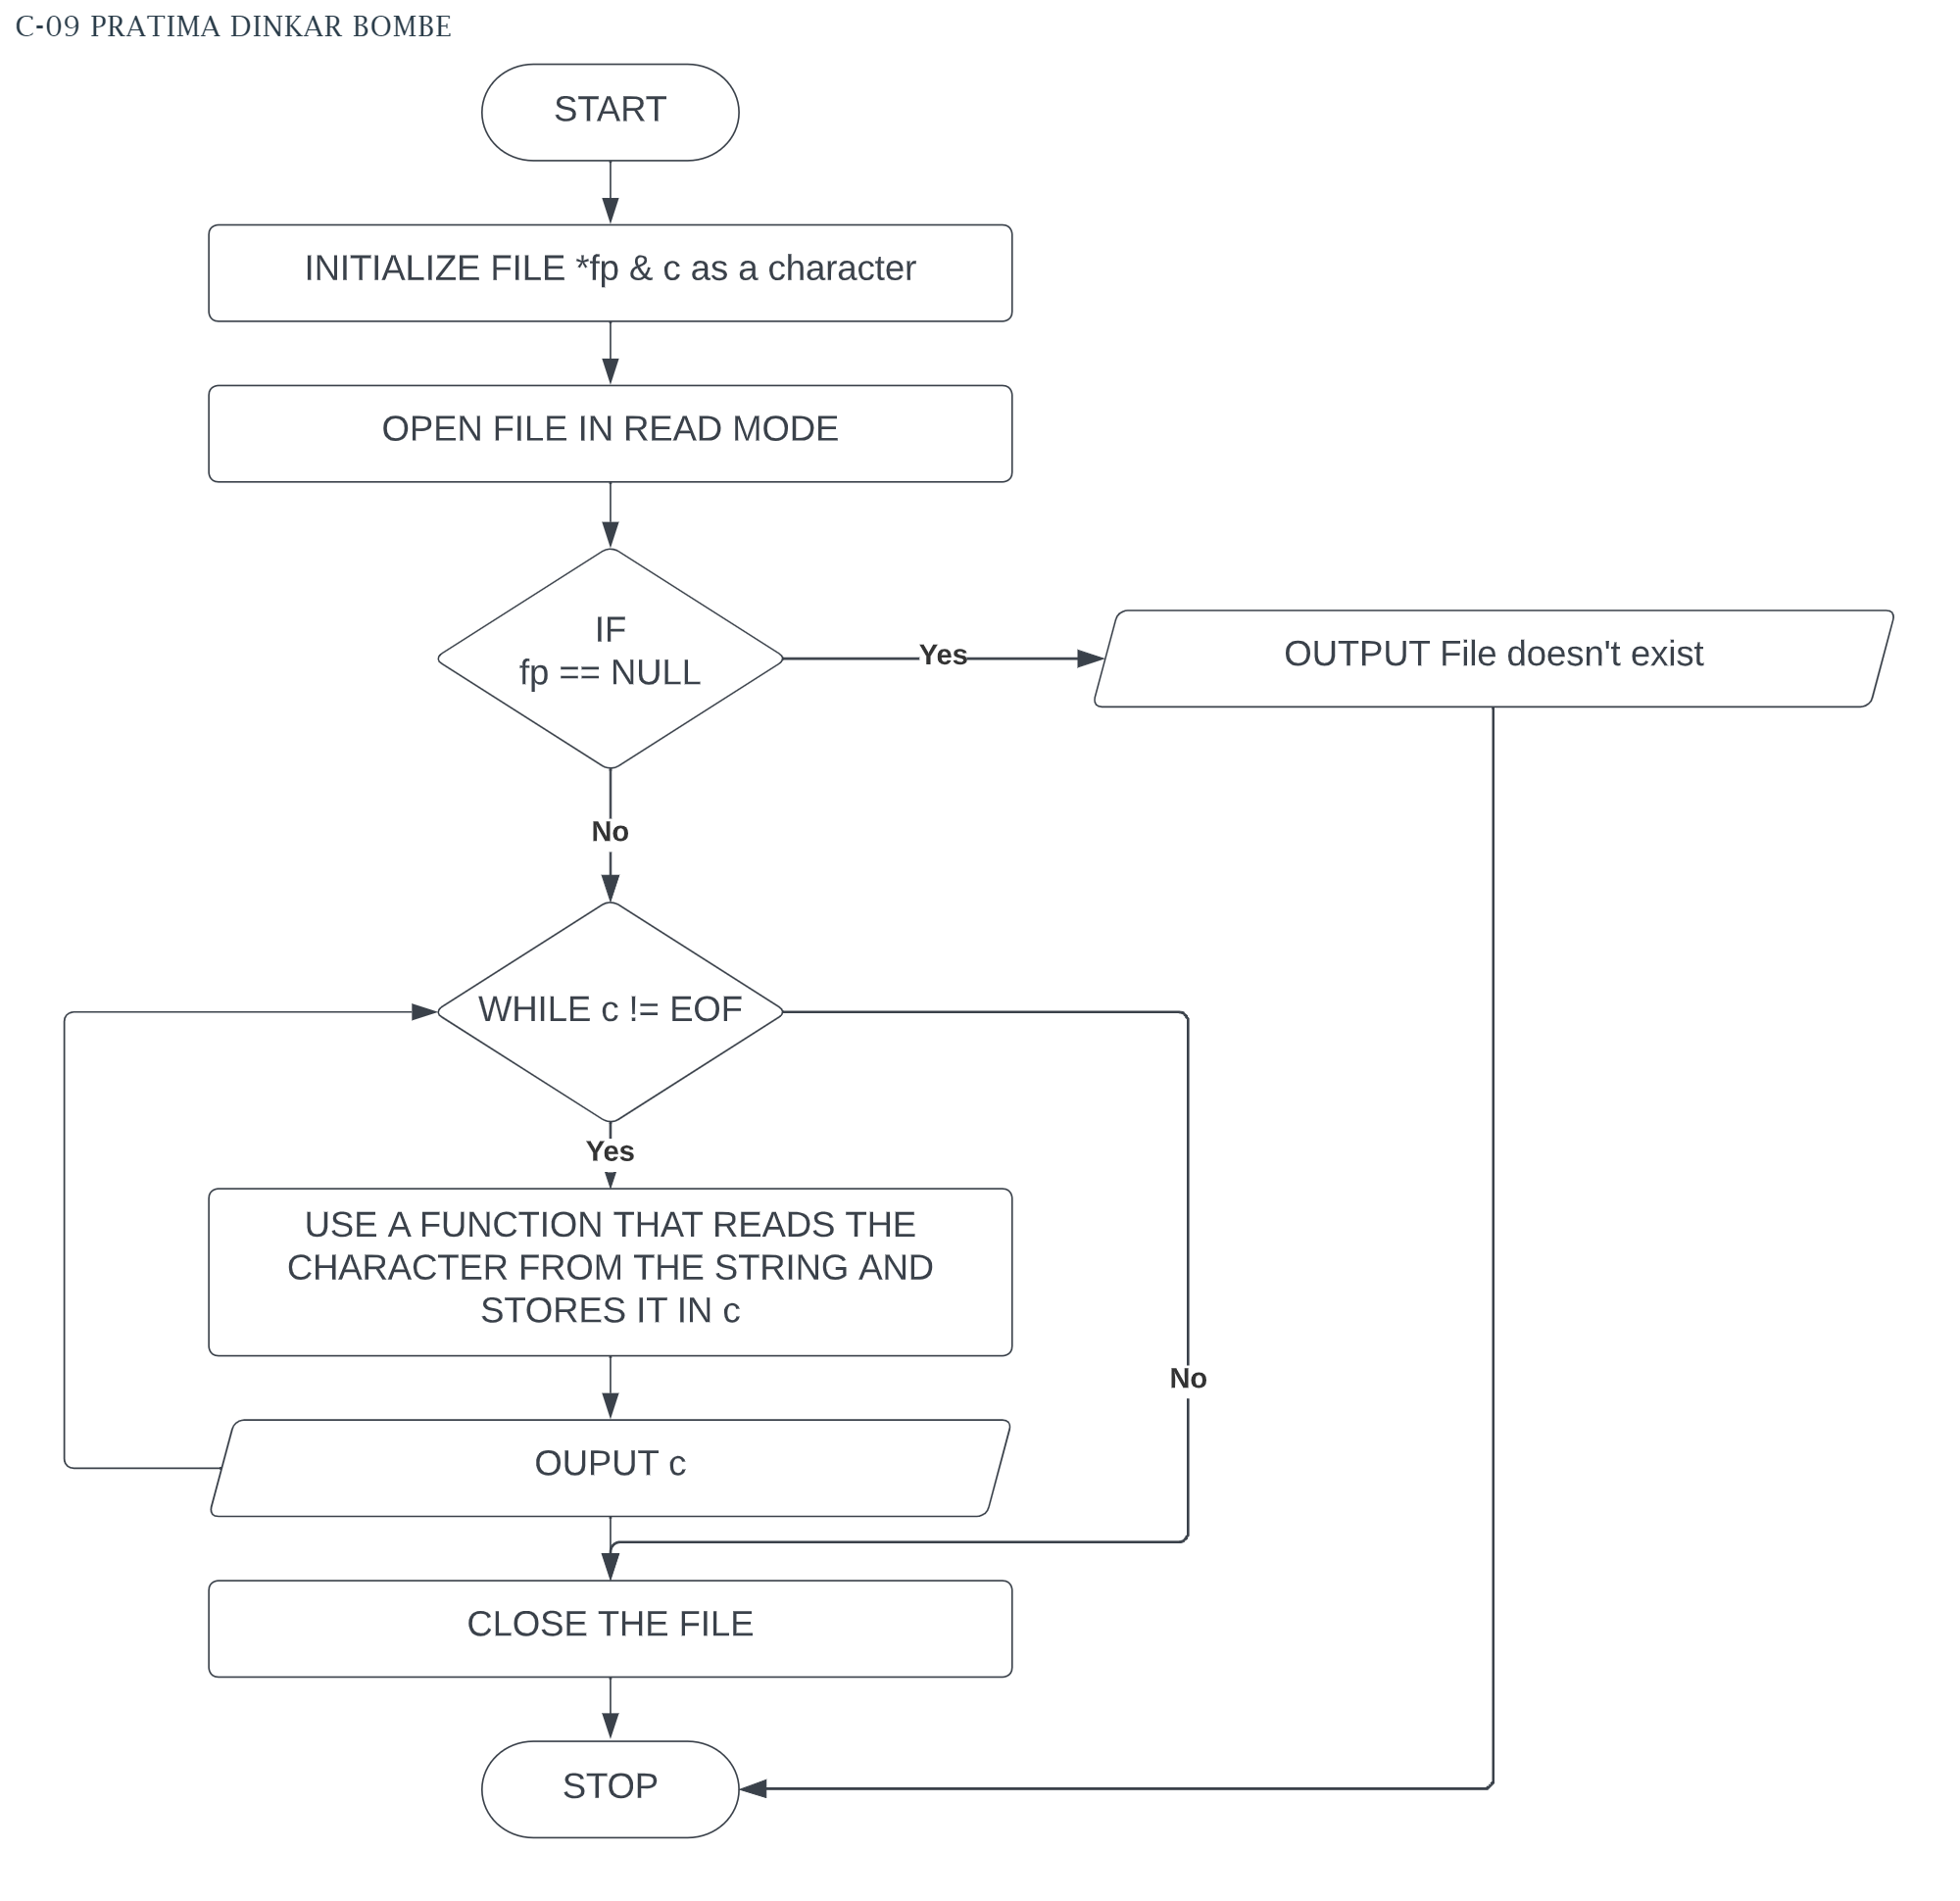 C-09 PRATIMA DINKAR BOMBE
START
INITIALIZE FILE *fp & c as a character
OPEN FILE IN READ MODE
IF
fp == NULL
Yes
OUTPUT File doesn't exist
No
WHILE c != EOF
Yes
USE A FUNCTION THAT READS THE
CHARACTER FROM THE STRING AND
STORES IT IN c
No
OUPUT c
CLOSE THE FILE
STOP